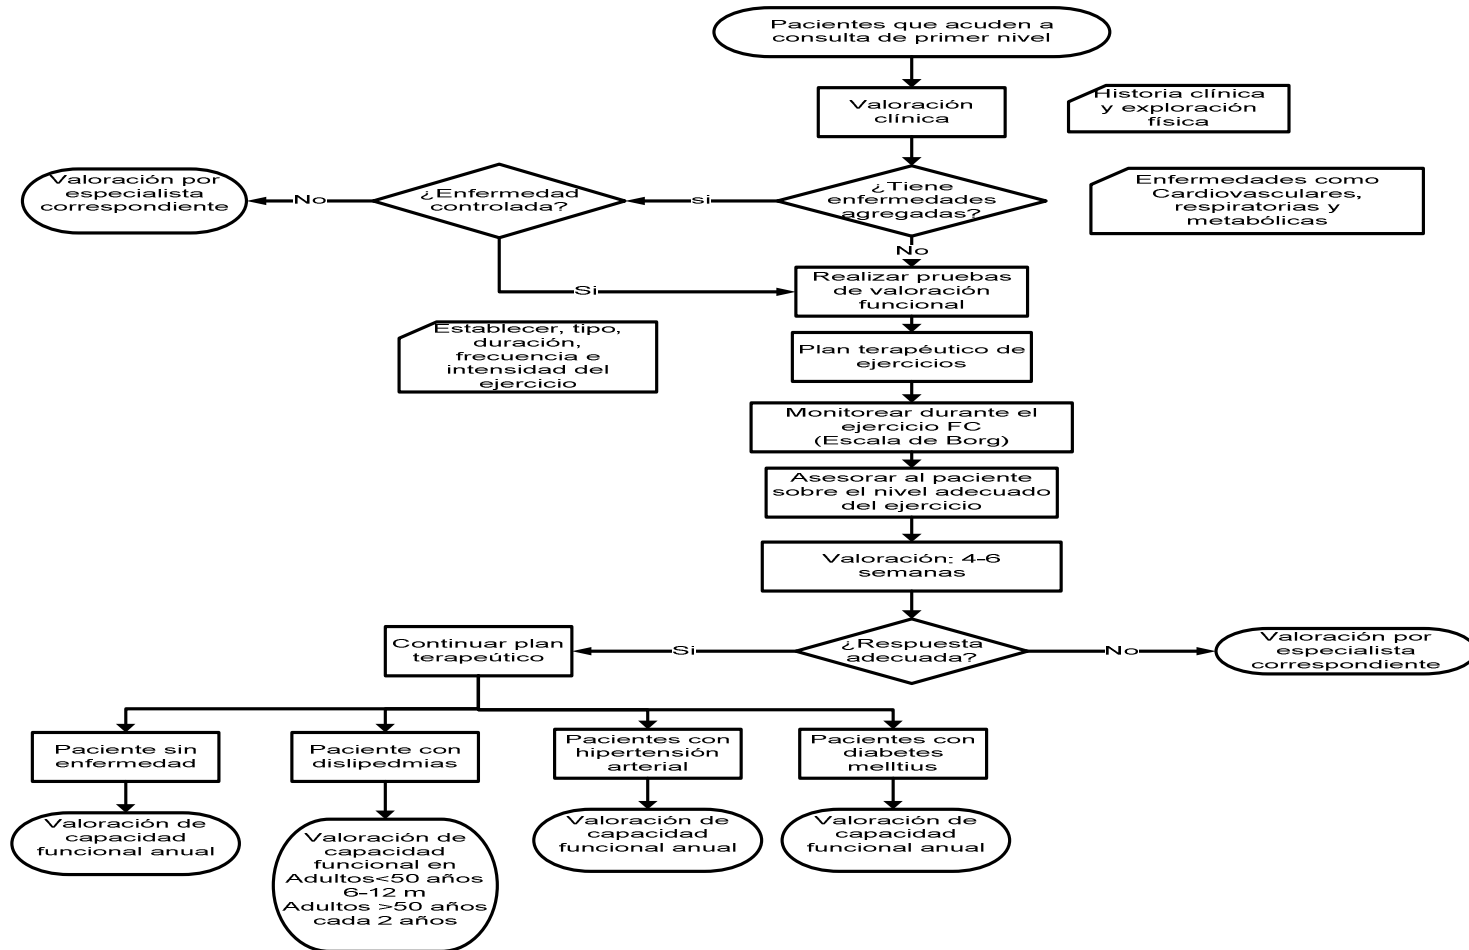 Pacientes que acuden a
consulta de primer nivel
Valoración
clínica
Historia clínica
y exploración
física
Valoración por
especialista
correspondiente
No
¿Enfermedad
controlada?
si
¿Tiene
enfermedades
agregadas?
Enfermedades como
Cardiovasculares,
respiratorias y
metabólicas
No
Si
Realizar pruebas
de valoración
funcional
Establecer, tipo,
duración,
frecuencia e
intensidad del
ejercicio
Plan terapéutico de
ejercicios
Monitorear durante el
ejercicio FC
(Escala de Borg)
Asesorar al paciente
sobre el nivel adecuado
del ejercicio
Valoración: 4-6
semanas
Continuar plan
terapeútico
Si
¿Respuesta
adecuada?
No
Valoración por
especialista
correspondiente
Paciente sin
enfermedad
Paciente con
dislipedmias
Pacientes con
hipertensión
arterial
Pacientes con
diabetes
melltius
Valoración de
capacidad
funcional anual
Valoración de
capacidad
funcional en
Adultos<50 años
6-12 m
Adultos >50 años
cada 2 años
Valoración de
capacidad
funcional anual
Valoración de
capacidad
funcional anual